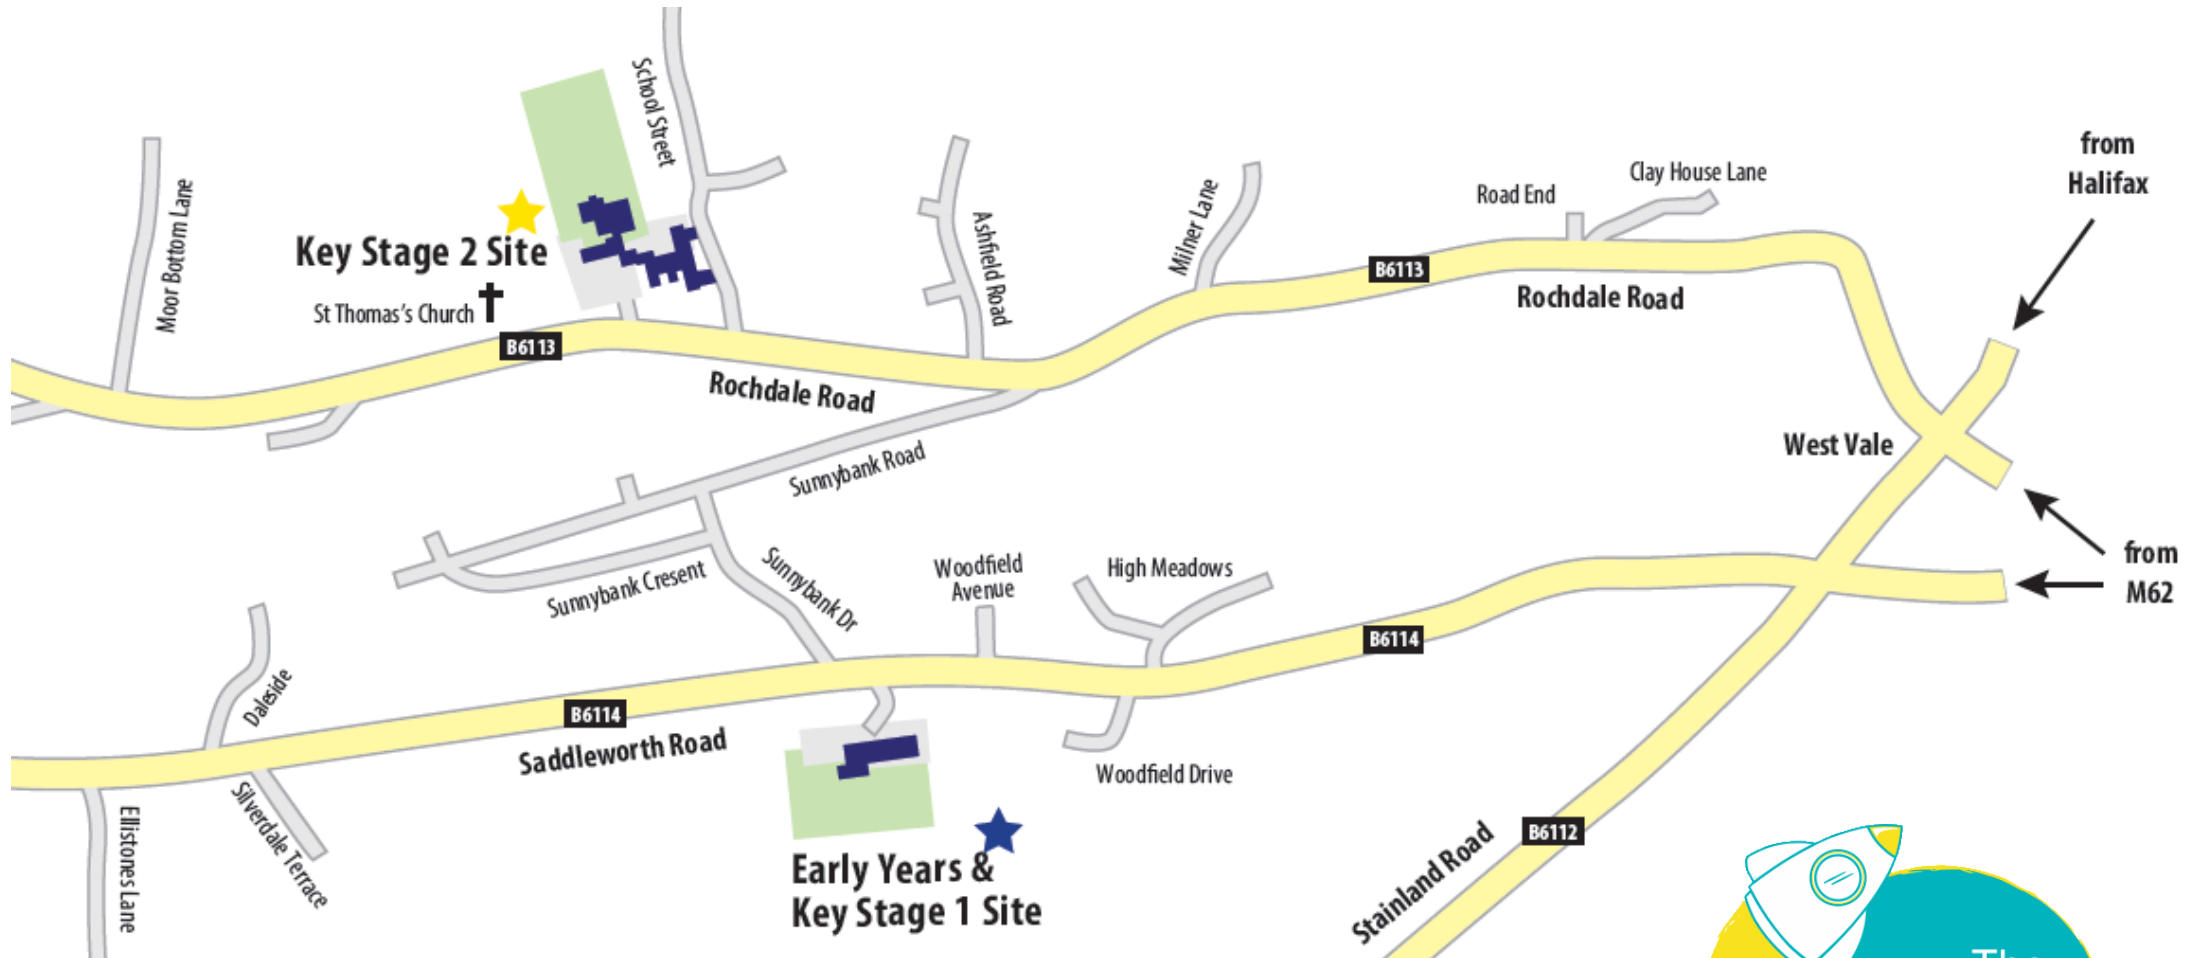 School Street
from
Halifax
Clay House Lane
Road End
Moor Bottom Lane
Key Stage 2 Site
St Thomas's Church
Ashfield Road
Milner Lane
B6113
Rochdale Road
B6113
Rochdale Road
West Vale
Sunnybank Road
from
M62
Sunnybank Cresent
Sunnybank Dr
Woodfield
Avenue
High Meadows
B6114
Daleside
B6114
Saddleworth Road
Woodfield Drive
Ellistones Lane
Silverdale Terrace
Early Years &
Key Stage 1 Site
B6112
Stainland Road